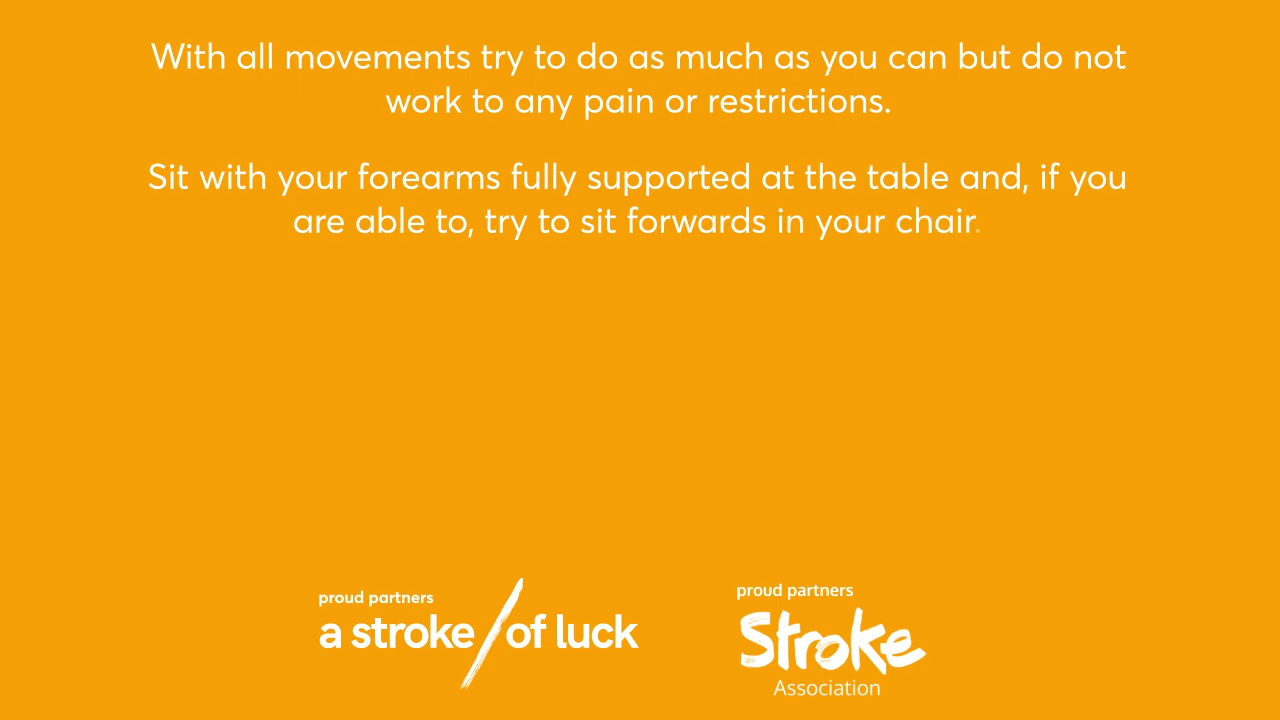 With all movements try to do as much as you can but do not
work to any pain or restrictions.
Sit with your forearms fully supported at the table and, if you
are able to, try to sit forwards in your chair.
proud partners
a stroke of luck
proud partners
Stroke
Association